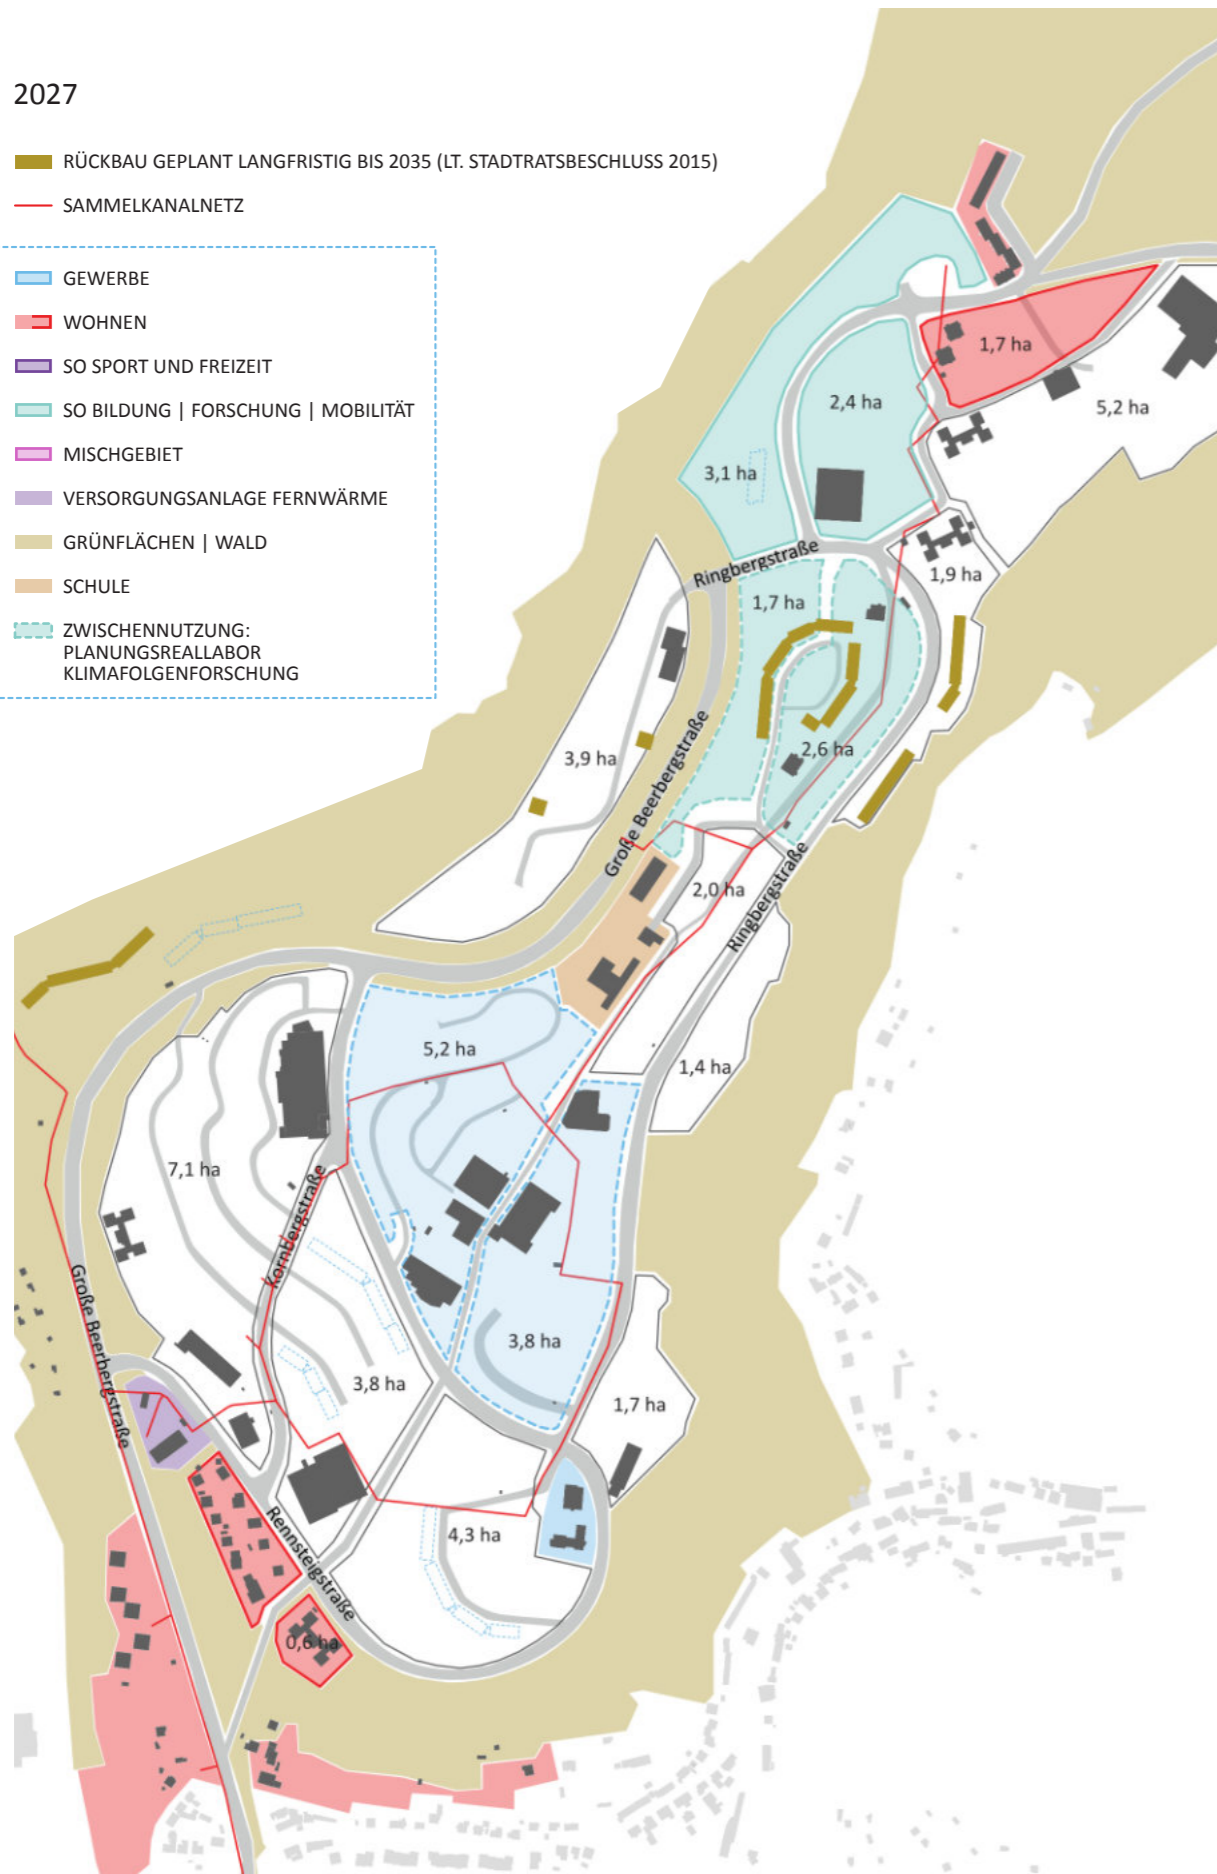 2027
RÜCKBAU GEPLANT LANGFRISTIG BIS 2035 (LT. STADTRATSBESCHLUSS 2015)
SAMMELKANALNETZ
GEWERBE
WOHNEN
SO SPORT UND FREIZEIT
SO BILDUNG | FORSCHUNG | MOBILITÄT
MISCHGEBIET
VERSORGUNGSANLAGE FERNWÄRME
GRÜNFLÄCHEN | WALD
SCHULE
ZWISCHENNUTZUNG:
PLANUNGSREALLABOR
KLIMAFOLGENFORSCHUNG
1,7 ha
2,4 ha
5,2 ha
3,1 ha
Ringbergstraße
1,9 ha
1,7 ha
2,6 ha
3,9 ha
Große Beerbergstraße
2,0 ha
Ringbergstraße
5,2 ha
1,4 ha
7,1 ha
Kornbergstraße
Große Beerbergstraße
3,8 ha
3,8 ha
1,7 ha
4,3 ha
Rennsteigstraße
0,6 ha